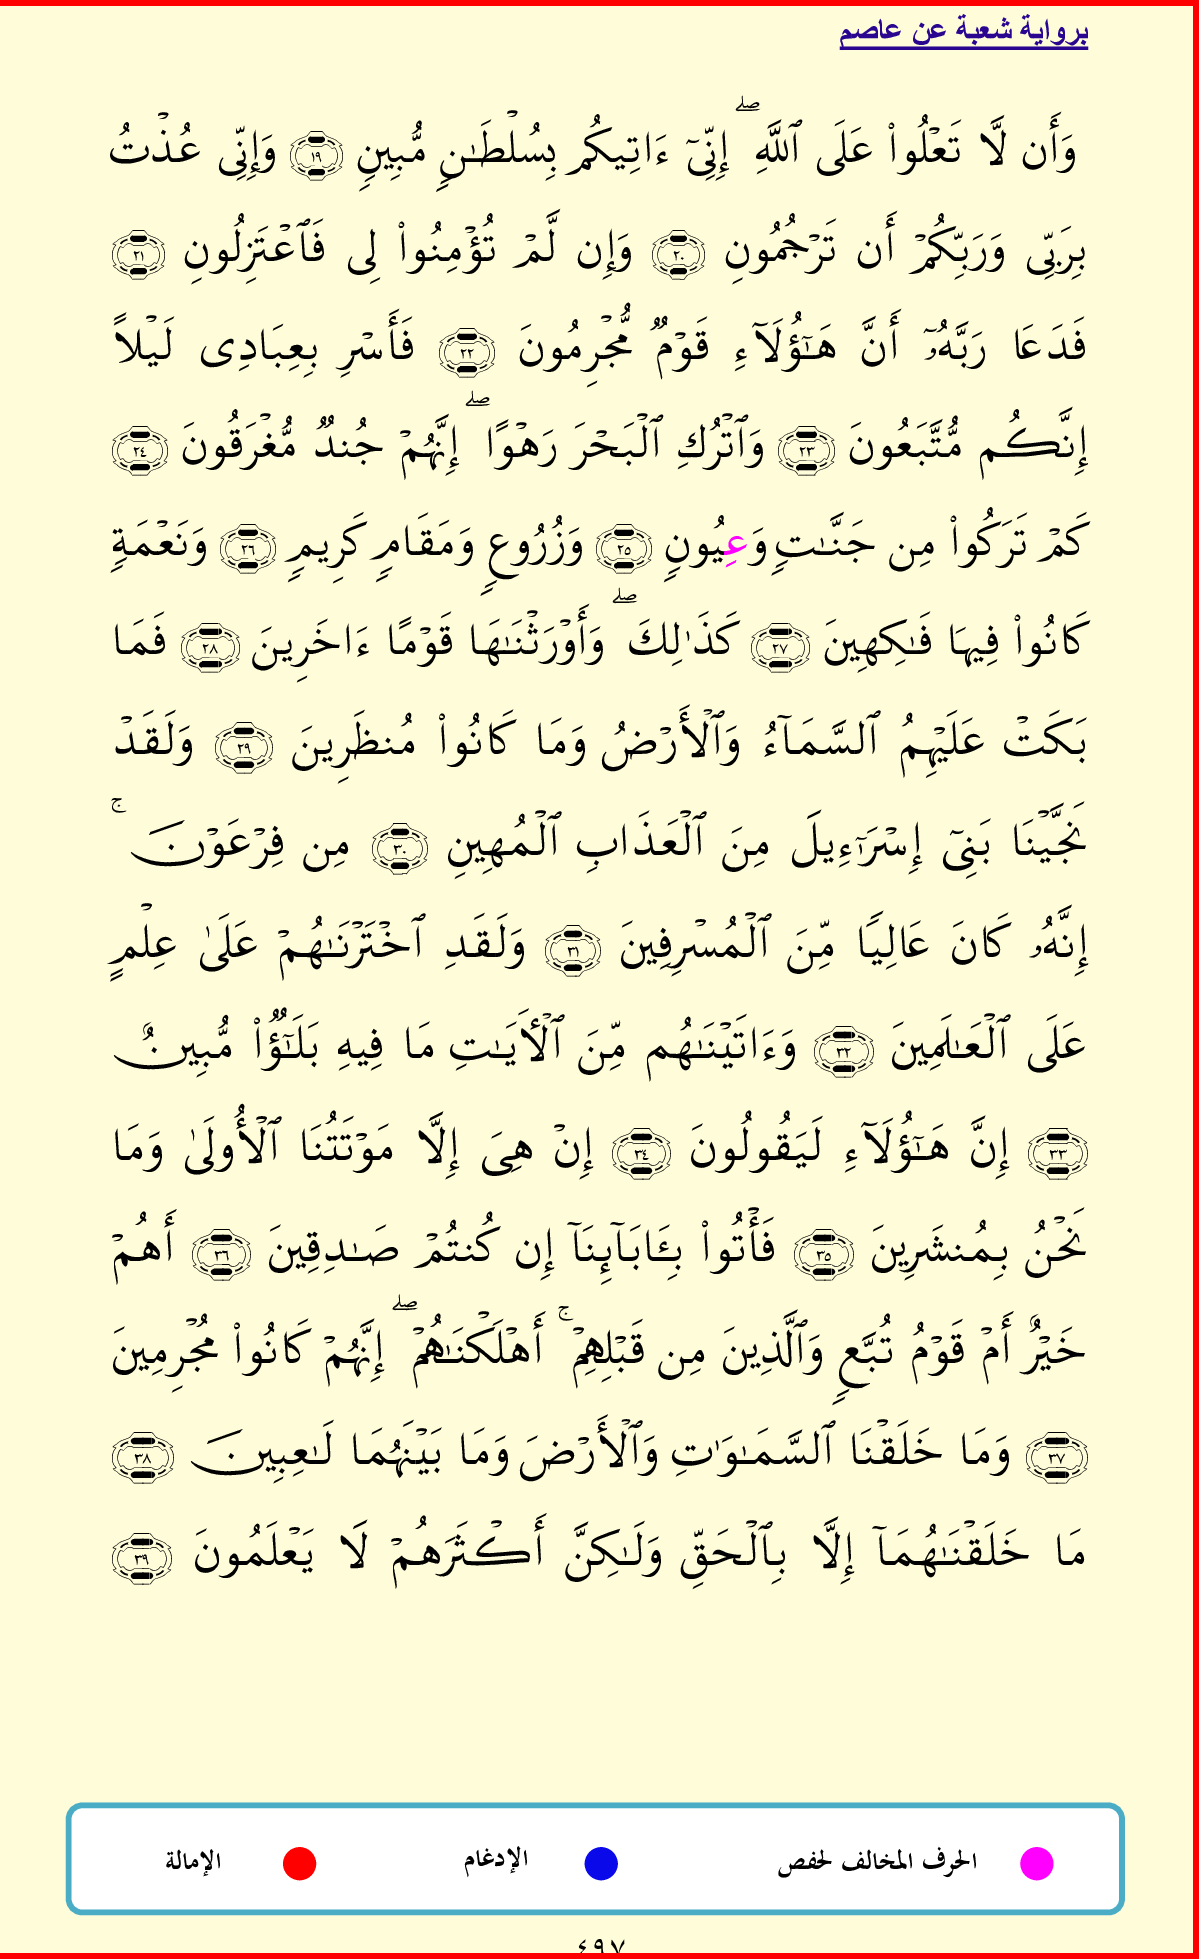 برواية شعبة عن عاصم
وَأَن لَّا تَعۡلُوا۟ عَلَى ٱللَّهِۖ إِنِّىٓ ءَاتِيكُم بِسُلۡطَـٰنٍ مُّبِينٍ ١٩ وَإِنِّى عُذۡتُ
بِرَبِّى وَرَبِّكُمۡ أَن تَرۡجُمُونِ ٢٠ وَإِن لَّمۡ تُؤۡمِنُوا۟ لِى فَٱعۡتَزِلُونِ ٢١
فَدَعَا رَبَّهُۥٓ أَنَّ هَـٰٓؤُلَآءِ قَوۡمٌ مُّجۡرِمُونَ ٢٢ فَأَسۡرِ بِعِبَادِى لَيۡلاً
إِنَّكُم مُّتَّبَعُونَ ٢٣ وَٱتۡرُكِ ٱلۡبَحۡرَ رَهۡوًاۖ إِنَّهُمۡ جُندٌ مُّغۡرَقُونَ ٢٤
كَمۡ تَرَكُوا۟ مِن جَنَّـٰتٍ وَعِيُونٍ ٢٥ وَزُرُوعٍ وَمَقَامٍ كَرِيمٍ ٢٦ وَنَعۡمَةٍ
كَانُوا۟ فِيهَا فَـٰكِهِينَ ٢٧ كَذَٰلِكَۖ وَأَوۡرَثۡنَـٰهَا قَوۡمًا ءَاخَرِينَ ٢٨ فَمَا
بَكَتۡ عَلَيۡهِمُ ٱلسَّمَآءُ وَٱلۡأَرۡضُ وَمَا كَانُوا۟ مُنظَرِينَ ٢٩ وَلَقَدۡ
نَجَّيۡنَا بَنِىٓ إِسۡرَٰٓءِيلَ مِنَ ٱلۡعَذَابِ ٱلۡمُهِينِ ٣٠ مِن فِرۡعَوۡنَۚ
إِنَّهُۥ كَانَ عَالِيًا مِّنَ ٱلۡمُسۡرِفِينَ ٣١ وَلَقَدِ ٱخۡتَرۡنَـٰهُمۡ عَلَىٰ عِلۡمٍ
عَلَى ٱلۡعَـٰلَمِينَ ٣٢ وَءَاتَيۡنَـٰهُم مِّنَ ٱلۡأَيَـٰتِ مَا فِيهِ بَلَـٰٓؤٌا۟ مُّبِينٌ
٣٣ إِنَّ هَـٰٓؤُلَآءِ لَيَقُولُونَ ٣٤ إِنۡ هِىَ إِلَّا مَوۡتَتُنَا ٱلۡأُولَىٰ وَمَا
نَحۡنُ بِمُنشَرِينَ ٣٥ فَأۡتُوا۟ بِـَٔابَآئِنَآ إِن كُنتُمۡ صَـٰدِقِينَ ٣٦ أَهُمۡ
خَيۡرٌ أَمۡ قَوۡمُ تُبَّعٍ وَٱلَّذِينَ مِن قَبۡلِهِمۡۚ أَهۡلَكۡنَـٰهُمۡۖ إِنَّهُمۡ كَانُوا۟ مُجۡرِمِينَ
٣٧ وَمَا خَلَقۡنَا ٱلسَّمَـٰوَٰتِ وَٱلۡأَرۡضَ وَمَا بَيۡنَهُمَا لَـٰعِبِينَ ٣٨
مَا خَلَقۡنَـٰهُمَآ إِلَّا بِٱلۡحَقِّ وَلَـٰكِنَّ أَكۡثَرَهُمۡ لَا يَعۡلَمُونَ ٣٩
الحرف المخالف لحفص الإدغام الإمالة
٤٩٧